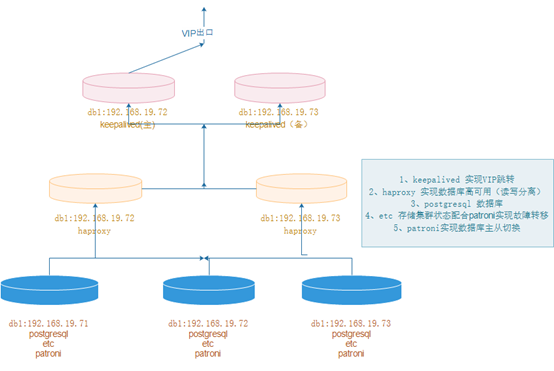 VIP出口
db1:192.168.19.72
keepalived(主)
db1:192.168.19.73
keepalived（备）
db1:192.168.19.72
haproxy
db1:192.168.19.73
haproxy
1、keepalived 实现VIP跳转
2、haproxy 实现数据库高可用（读写分离）
3、postgresql 数据库
4、etc 存储集群状态配合patroni实现故障转移
5、patroni实现数据库主从切换
db1:192.168.19.71
postgresql
etc
patroni
db1:192.168.19.72
postgresql
etc
patroni
db1:192.168.19.73
postgresql
etc
patroni